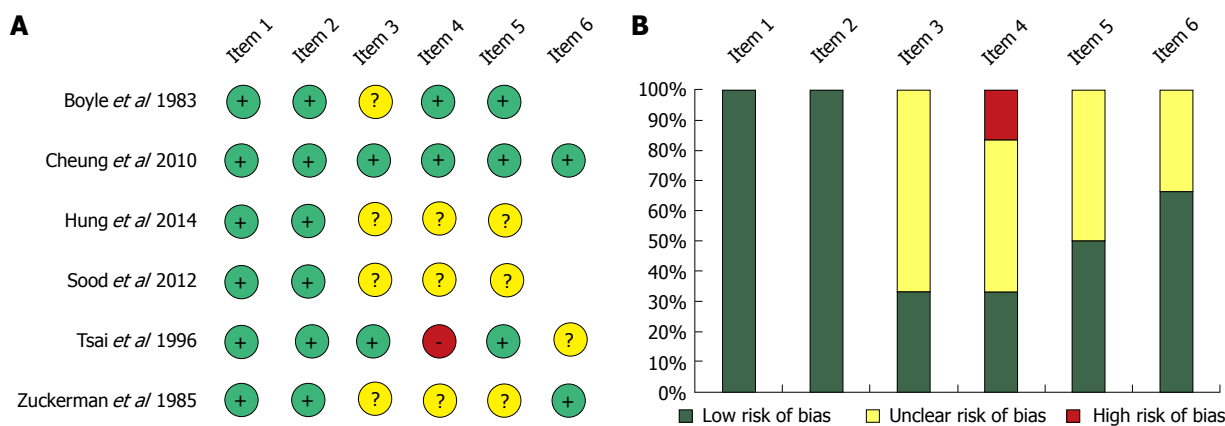 A
Item 1 Item 2 Item 3 Item 4 Item 5 Item 6
Boyle et al 1983 + + ? + +
Cheung et al 2010 + + + + + +
Hung et al 2014 + + ? ? ?
Sood et al 2012 + + ? ? ?
Tsai et al 1996 + + + - + ?
Zuckerman et al 1985 + + ? ? ? +
B
Item 1 Item 2 Item 3 Item 4 Item 5 Item 6
100%
90%
80%
70%
60%
50%
40%
30%
20%
10%
0%
Low risk of bias Unclear risk of bias High risk of bias